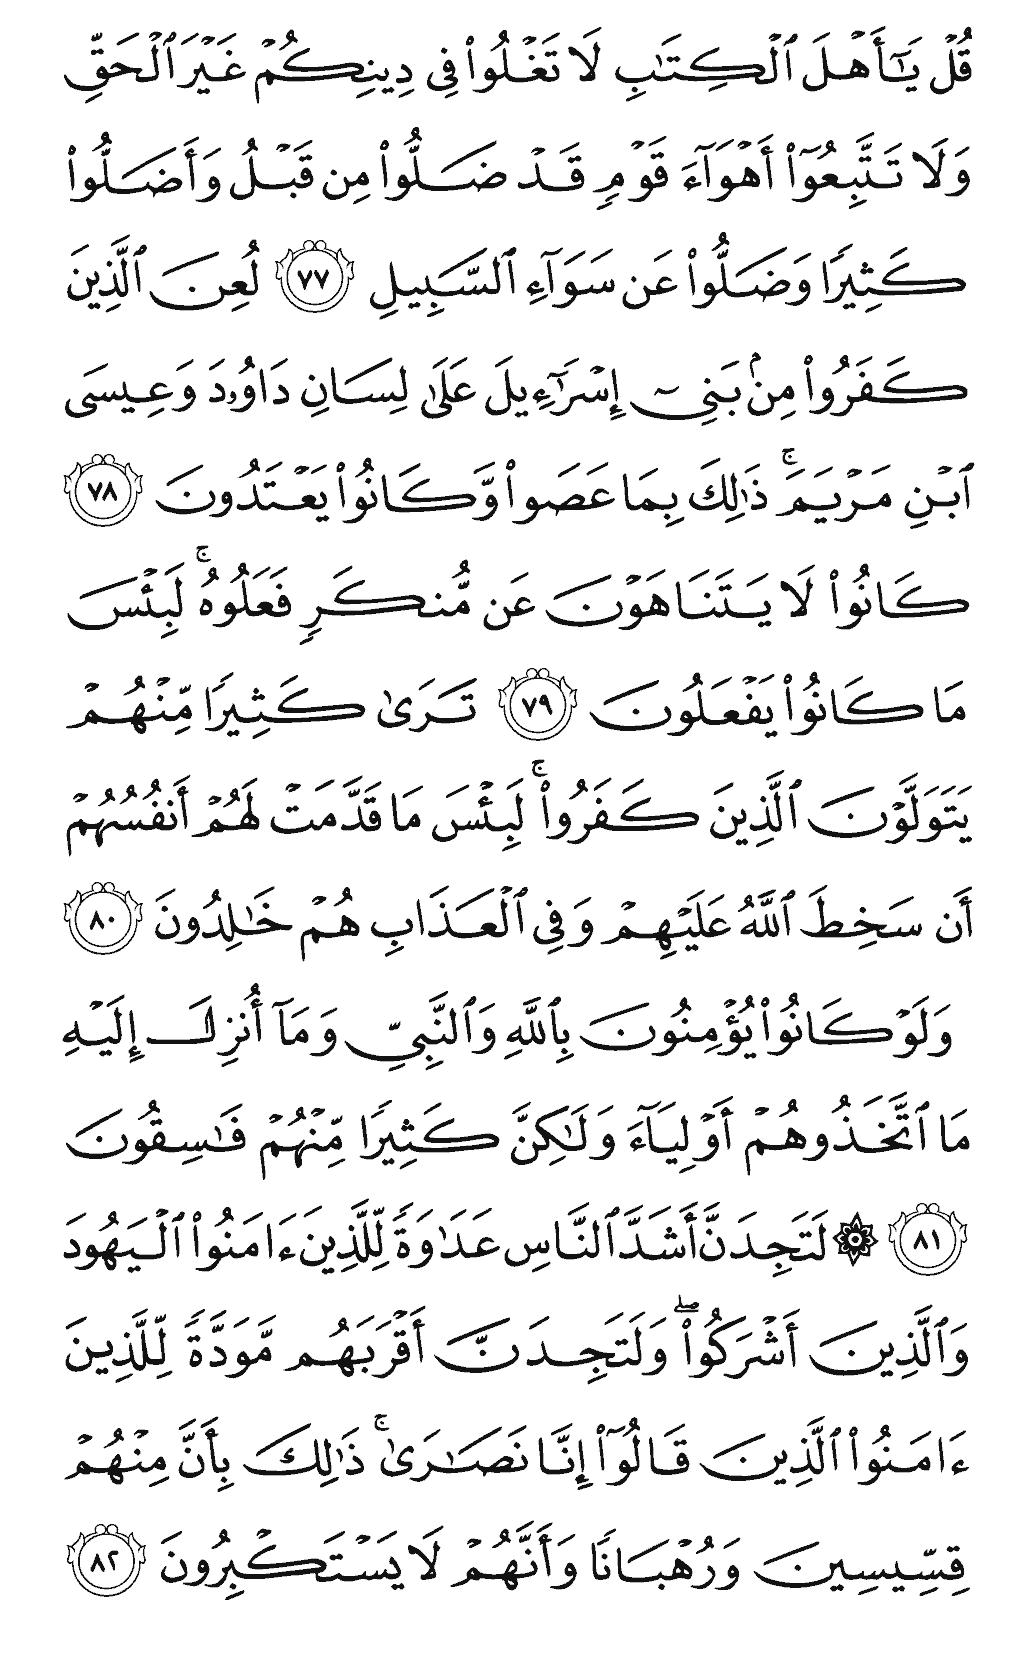 قُلْ يَـٰٓأَهْلَ ٱلْكِتَـٰبِ لَا تَغْلُوا۟ فِى دِينِكُمْ غَيْرَ ٱلْحَقِّ
وَلَا تَتَّبِعُوٓا۟ أَهْوَآءَ قَوْمٍ قَدْ ضَلُّوا۟ مِن قَبْلُ وَأَضَلُّوا۟
كَثِيرًا وَضَلُّوا۟ عَن سَوَآءِ ٱلسَّبِيلِ ٧٧ لُعِنَ ٱلَّذِينَ
كَفَرُوا۟ مِنۢ بَنِىٓ إِسْرَٰٓءِيلَ عَلَىٰ لِسَانِ دَاوُۥدَ وَعِيسَى
ٱبْنِ مَرْيَمَ ۚ ذَٰلِكَ بِمَا عَصَوا۟ وَّكَانُوا۟ يَعْتَدُونَ ٧٨
كَانُوا۟ لَا يَتَنَاهَوْنَ عَن مُّنكَرٍ فَعَلُوهُ ۚ لَبِئْسَ
مَا كَانُوا۟ يَفْعَلُونَ ٧٩ تَرَىٰ كَثِيرًا مِّنْهُمْ
يَتَوَلَّوْنَ ٱلَّذِينَ كَفَرُوا۟ ۚ لَبِئْسَ مَا قَدَّمَتْ لَهُمْ أَنفُسُهُمْ
أَن سَخِطَ ٱللَّهُ عَلَيْهِمْ وَفِى ٱلْعَذَابِ هُمْ خَـٰلِدُونَ ٨٠
وَلَوْ كَانُوا۟ يُؤْمِنُونَ بِٱللَّهِ وَٱلنَّبِىِّ وَمَآ أُنزِلَ إِلَيْهِ
مَا ٱتَّخَذُوهُمْ أَوْلِيَآءَ وَلَـٰكِنَّ كَثِيرًا مِّنْهُمْ فَـٰسِقُونَ
٨١ ۞ لَتَجِدَنَّ أَشَدَّ ٱلنَّاسِ عَدَٰوَةً لِّلَّذِينَ ءَامَنُوا۟ ٱلْيَهُودَ
وَٱلَّذِينَ أَشْرَكُوا۟ ۖ وَلَتَجِدَنَّ أَقْرَبَهُم مَّوَدَّةً لِّلَّذِينَ
ءَامَنُوا۟ ٱلَّذِينَ قَالُوٓا۟ إِنَّا نَصَـٰرَىٰ ۚ ذَٰلِكَ بِأَنَّ مِنْهُمْ
قِسِّيسِينَ وَرُهْبَانًا وَأَنَّهُمْ لَا يَسْتَكْبِرُونَ ٨٢